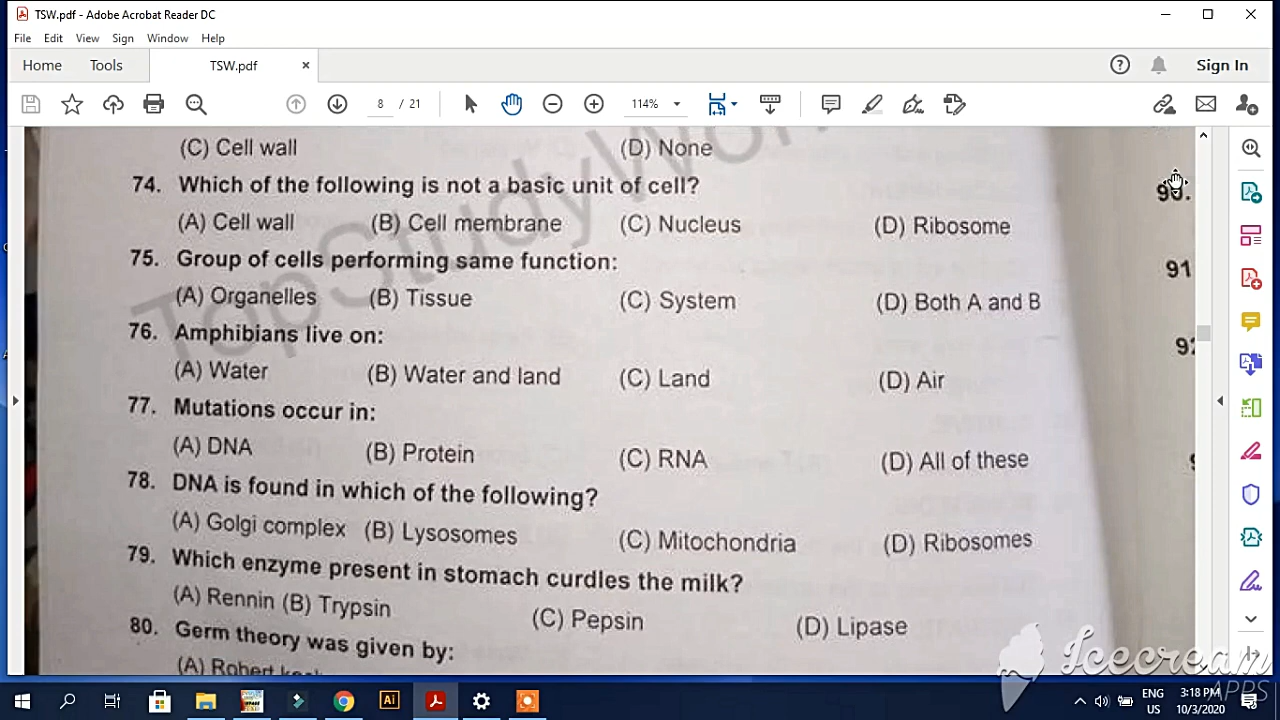 TSW.pdf - Adobe Acrobat Reader DC
File Edit View Sign Window Help
Home Tools TSW.pdf × Sign In
8 / 21 114%
(C) Cell wall (D) None
74. Which of the following is not a basic unit of cell?
(A) Cell wall (B) Cell membrane (C) Nucleus (D) Ribosome
75. Group of cells performing same function:
(A) Organelles (B) Tissue (C) System (D) Both A and B
76. Amphibians live on:
(A) Water (B) Water and land (C) Land (D) Air
77. Mutations occur in:
(A) DNA (B) Protein (C) RNA (D) All of these
78. DNA is found in which of the following?
(A) Golgi complex (B) Lysosomes (C) Mitochondria (D) Ribosomes
79. Which enzyme present in stomach curdles the milk?
(A) Rennin (B) Trypsin (C) Pepsin (D) Lipase
80. Germ theory was given by:
(A) Robert
90.
91
TopStudyWor
Icecream
APPS
Ai
ENG 3:18 PM
US 10/3/2020